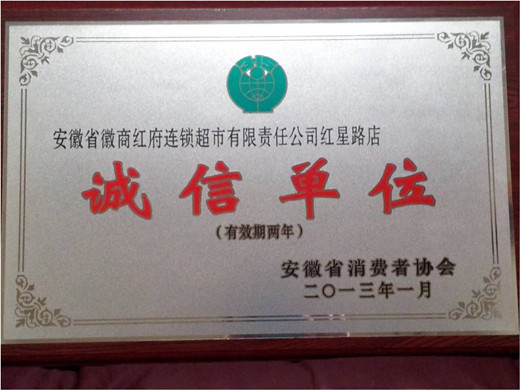 安徽省徽商红府连锁超市有限责任公司红星路店
诚信单位
（有效期两年）
安徽省消费者协会
二〇一三年一月